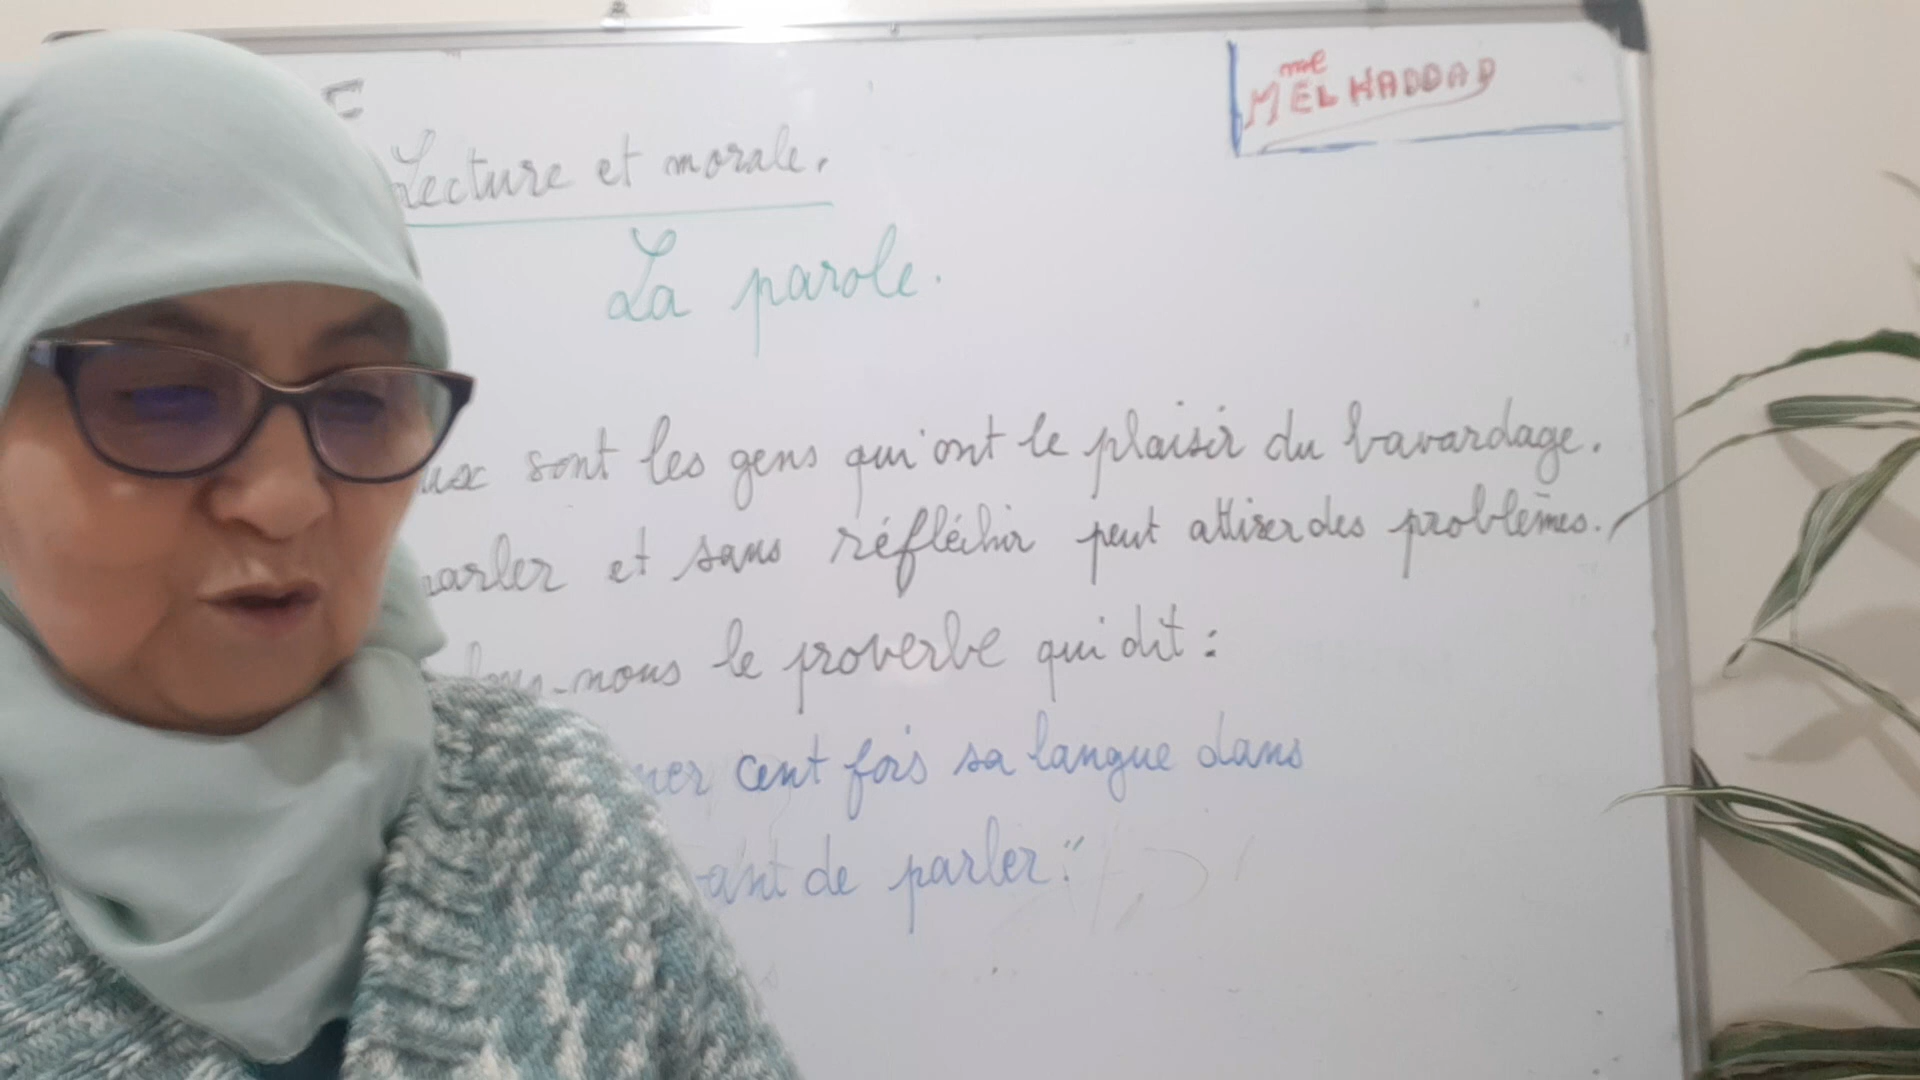 Mme EL HADDAD
Lecture et morale.
La parole.
sont les gens qui ont le plaisir du bavardage.
parler et sans réfléchir peut attiser des problèmes.
-nous le proverbe qui dit :
cent fois sa langue dans
de parler."